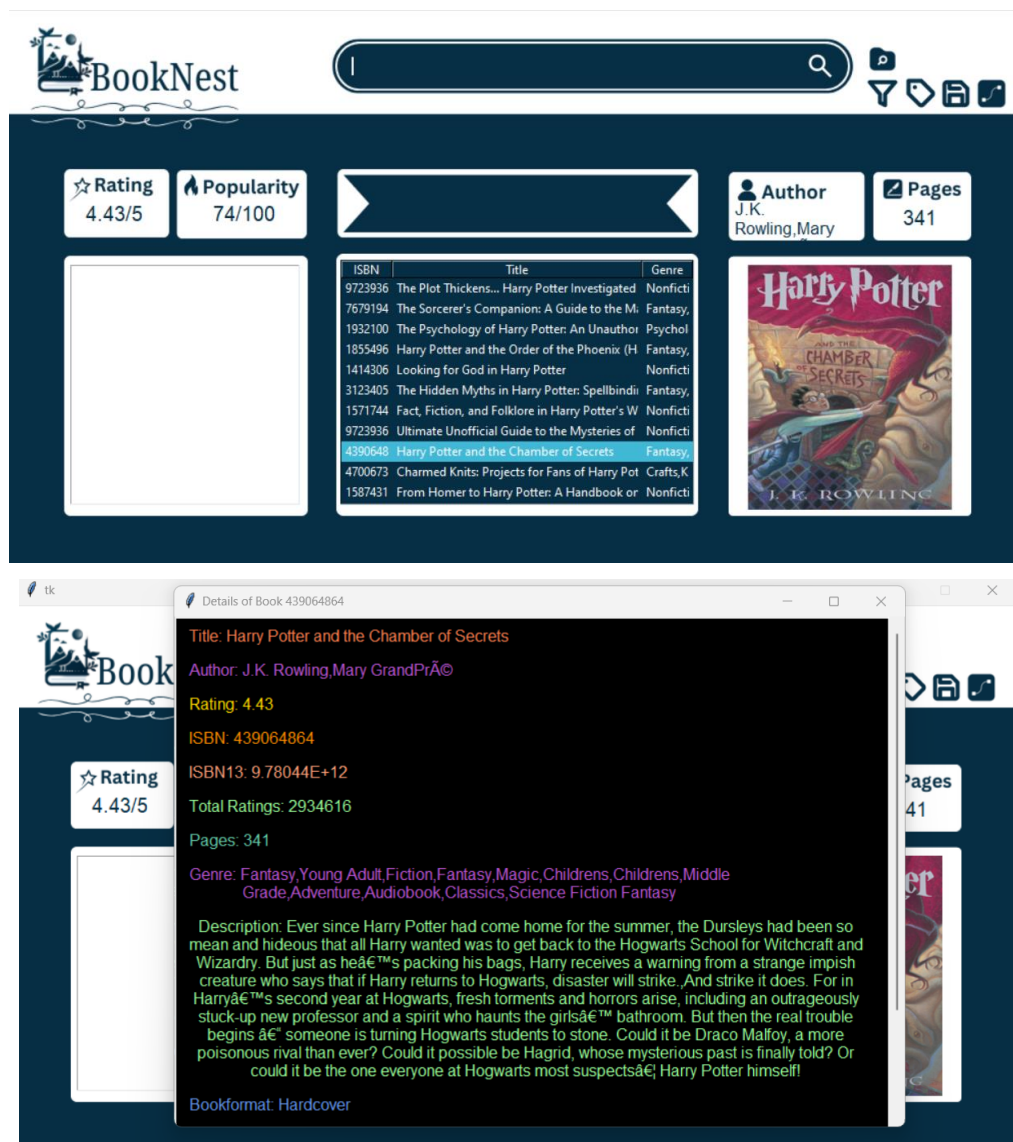 BookNest
Rating
4.43/5
Popularity
74/100
Author
J.K.
Rowling,Mary
Pages
341
ISBN Title Genre
9723936 The Plot Thickens... Harry Potter Investigated Nonficti
7679194 The Sorcerer's Companion: A Guide to the Ma Fantasy,
1932100 The Psychology of Harry Potter: An Unauthor Psychol
1855496 Harry Potter and the Order of the Phoenix (H Fantasy,
1414306 Looking for God in Harry Potter Nonficti
3123405 The Hidden Myths in Harry Potter: Spellbindin Fantasy,
1571744 Fact, Fiction, and Folklore in Harry Potter's W Nonficti
9723936 Ultimate Unofficial Guide to the Mysteries of Nonficti
4390648 Harry Potter and the Chamber of Secrets Fantasy,
4700673 Charmed Knits: Projects for Fans of Harry Pot Crafts,K
1587431 From Homer to Harry Potter: A Handbook or Nonficti
Harry Potter
AND THE
CHAMBER
OF SECRETS
J. K. ROWLING
tk
Details of Book 439064864
Book
Rating
4.43/5
ages
41
er
Title: Harry Potter and the Chamber of Secrets
Author: J.K. Rowling,Mary GrandPrÃ©
Rating: 4.43
ISBN: 439064864
ISBN13: 9.78044E+12
Total Ratings: 2934616
Pages: 341
Genre: Fantasy,Young Adult,Fiction,Fantasy,Magic,Childrens,Childrens,Middle
Grade,Adventure,Audiobook,Classics,Science Fiction Fantasy
Description: Ever since Harry Potter had come home for the summer, the Dursleys had been so
mean and hideous that all Harry wanted was to get back to the Hogwarts School for Witchcraft and
Wizardry. But just as heâ€™s packing his bags, Harry receives a warning from a strange impish
creature who says that if Harry returns to Hogwarts, disaster will strike.,And strike it does. For in
Harryâ€™s second year at Hogwarts, fresh torments and horrors arise, including an outrageously
stuck-up new professor and a spirit who haunts the girlsâ€™ bathroom. But then the real trouble
begins â€“ someone is turning Hogwarts students to stone. Could it be Draco Malfoy, a more
poisonous rival than ever? Could it possible be Hagrid, whose mysterious past is finally told? Or
could it be the one everyone at Hogwarts most suspectsâ€¦ Harry Potter himself!
Bookformat: Hardcover